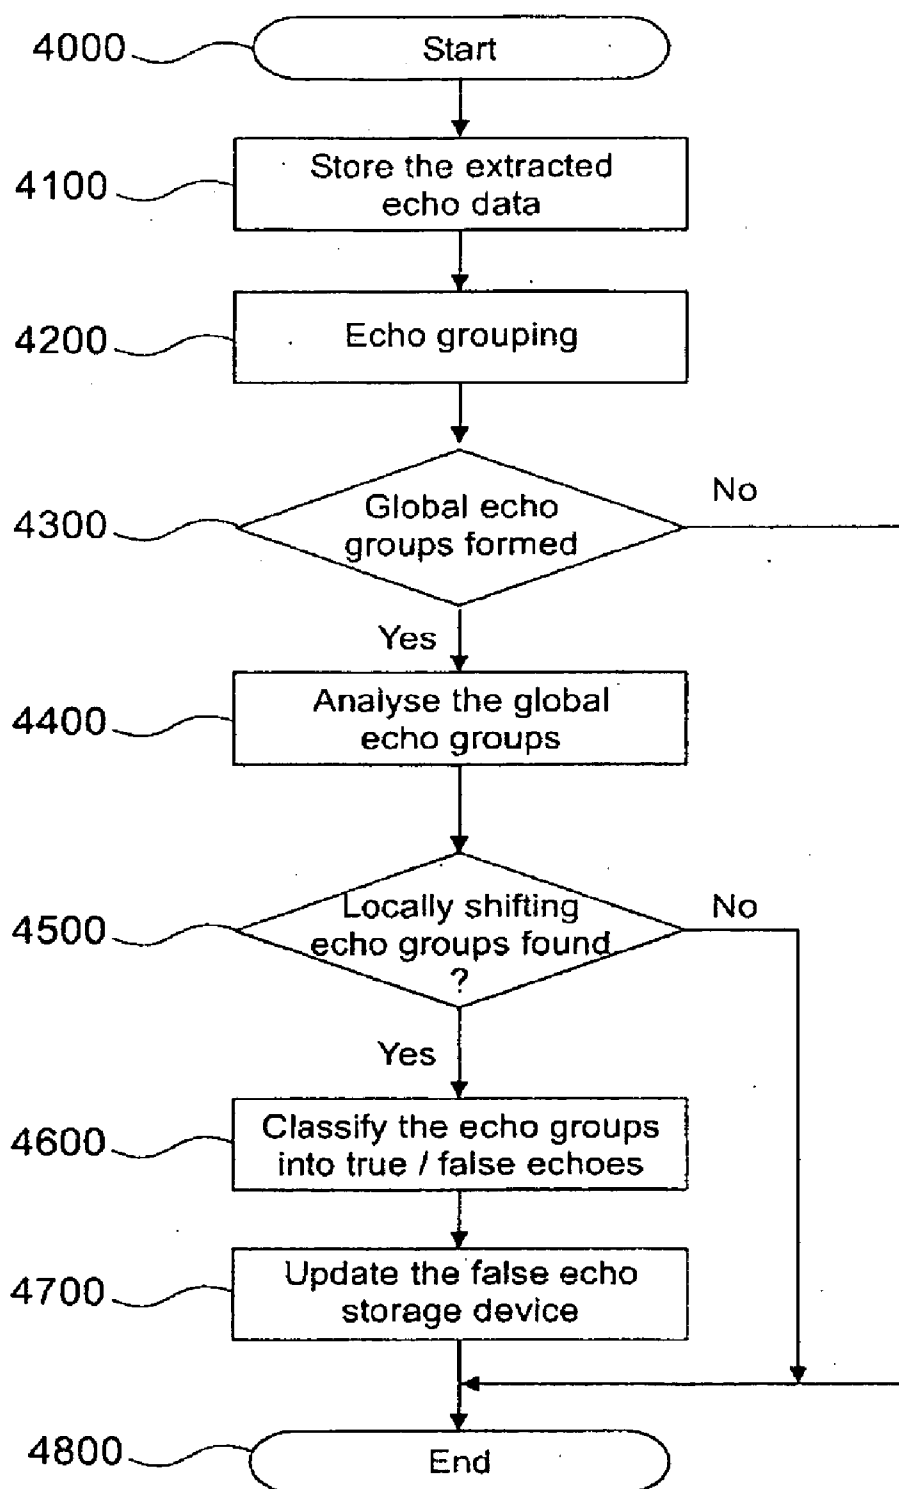 4000
Start
4100
Store the extracted
echo data
4200
Echo grouping
4300
Global echo
groups formed
No
Yes
4400
Analyse the global
echo groups
4500
Locally shifting
echo groups found
?
No
Yes
4600
Classify the echo groups
into true / false echoes
4700
Update the false echo
storage device
4800
End